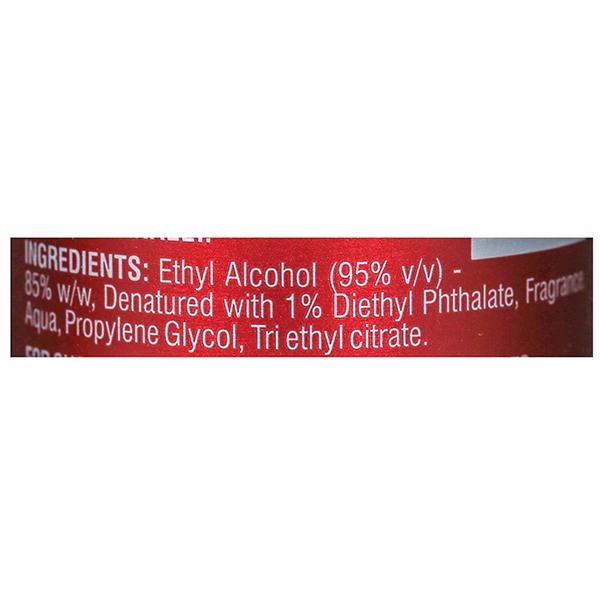 INGREDIENTS: Ethyl Alcohol (95% v/v) -
85% w/w, Denatured with 1% Diethyl Phthalate, Fragrance,
Aqua, Propylene Glycol, Tri ethyl citrate.